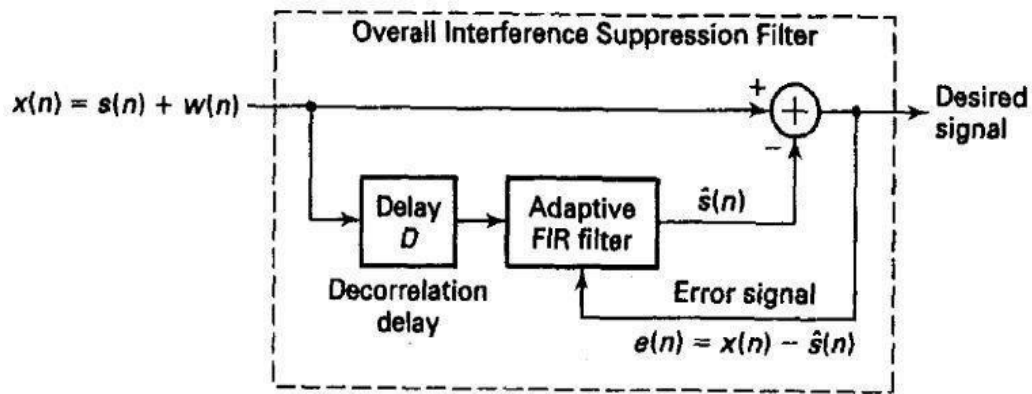 Overall Interference Suppression Filter
x(n) = s(n) + w(n)
+
+
−
Desired
signal
Delay
D
Adaptive
FIR filter
ŝ(n)
Decorrelation
delay
Error signal
e(n) = x(n) − ŝ(n)